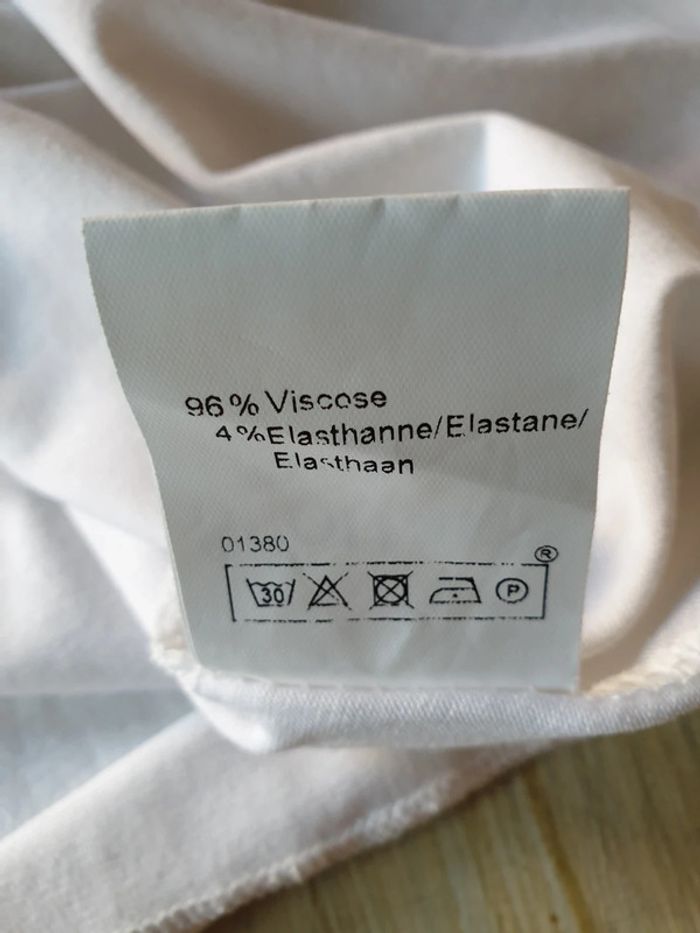 96% Viscose
4%Elasthanne/Elastane/
Elasthaan
01380
®
30 P